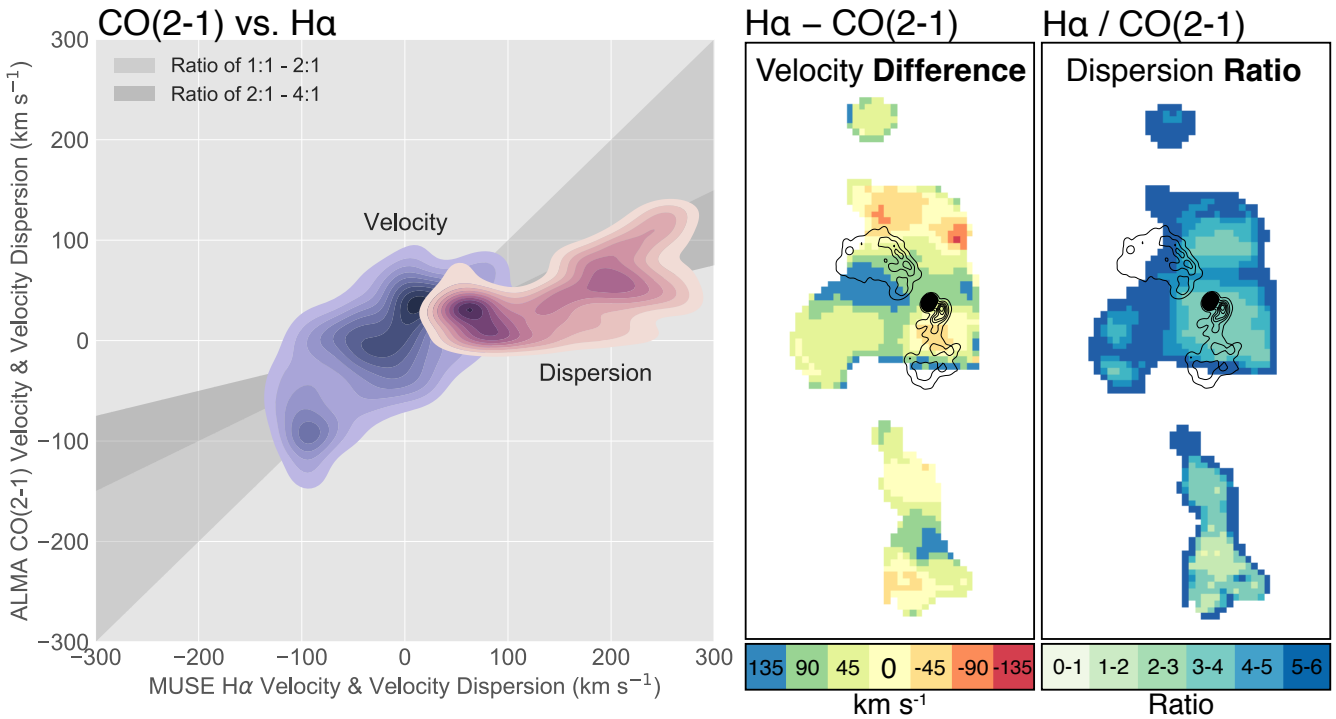 CO(2-1) vs. Hα
Hα – CO(2-1)
Hα / CO(2-1)
Ratio of 1:1 - 2:1
Ratio of 2:1 - 4:1
Velocity
Dispersion
300
200
100
0
−100
−200
−300
−300
−200
−100
0
100
200
300
ALMA CO(2-1) Velocity & Velocity Dispersion (km s⁻¹)
MUSE Hα Velocity & Velocity Dispersion (km s⁻¹)
Velocity Difference
135 90 45 0 -45 -90 -135
km s⁻¹
Dispersion Ratio
0-1 1-2 2-3 3-4 4-5 5-6
Ratio